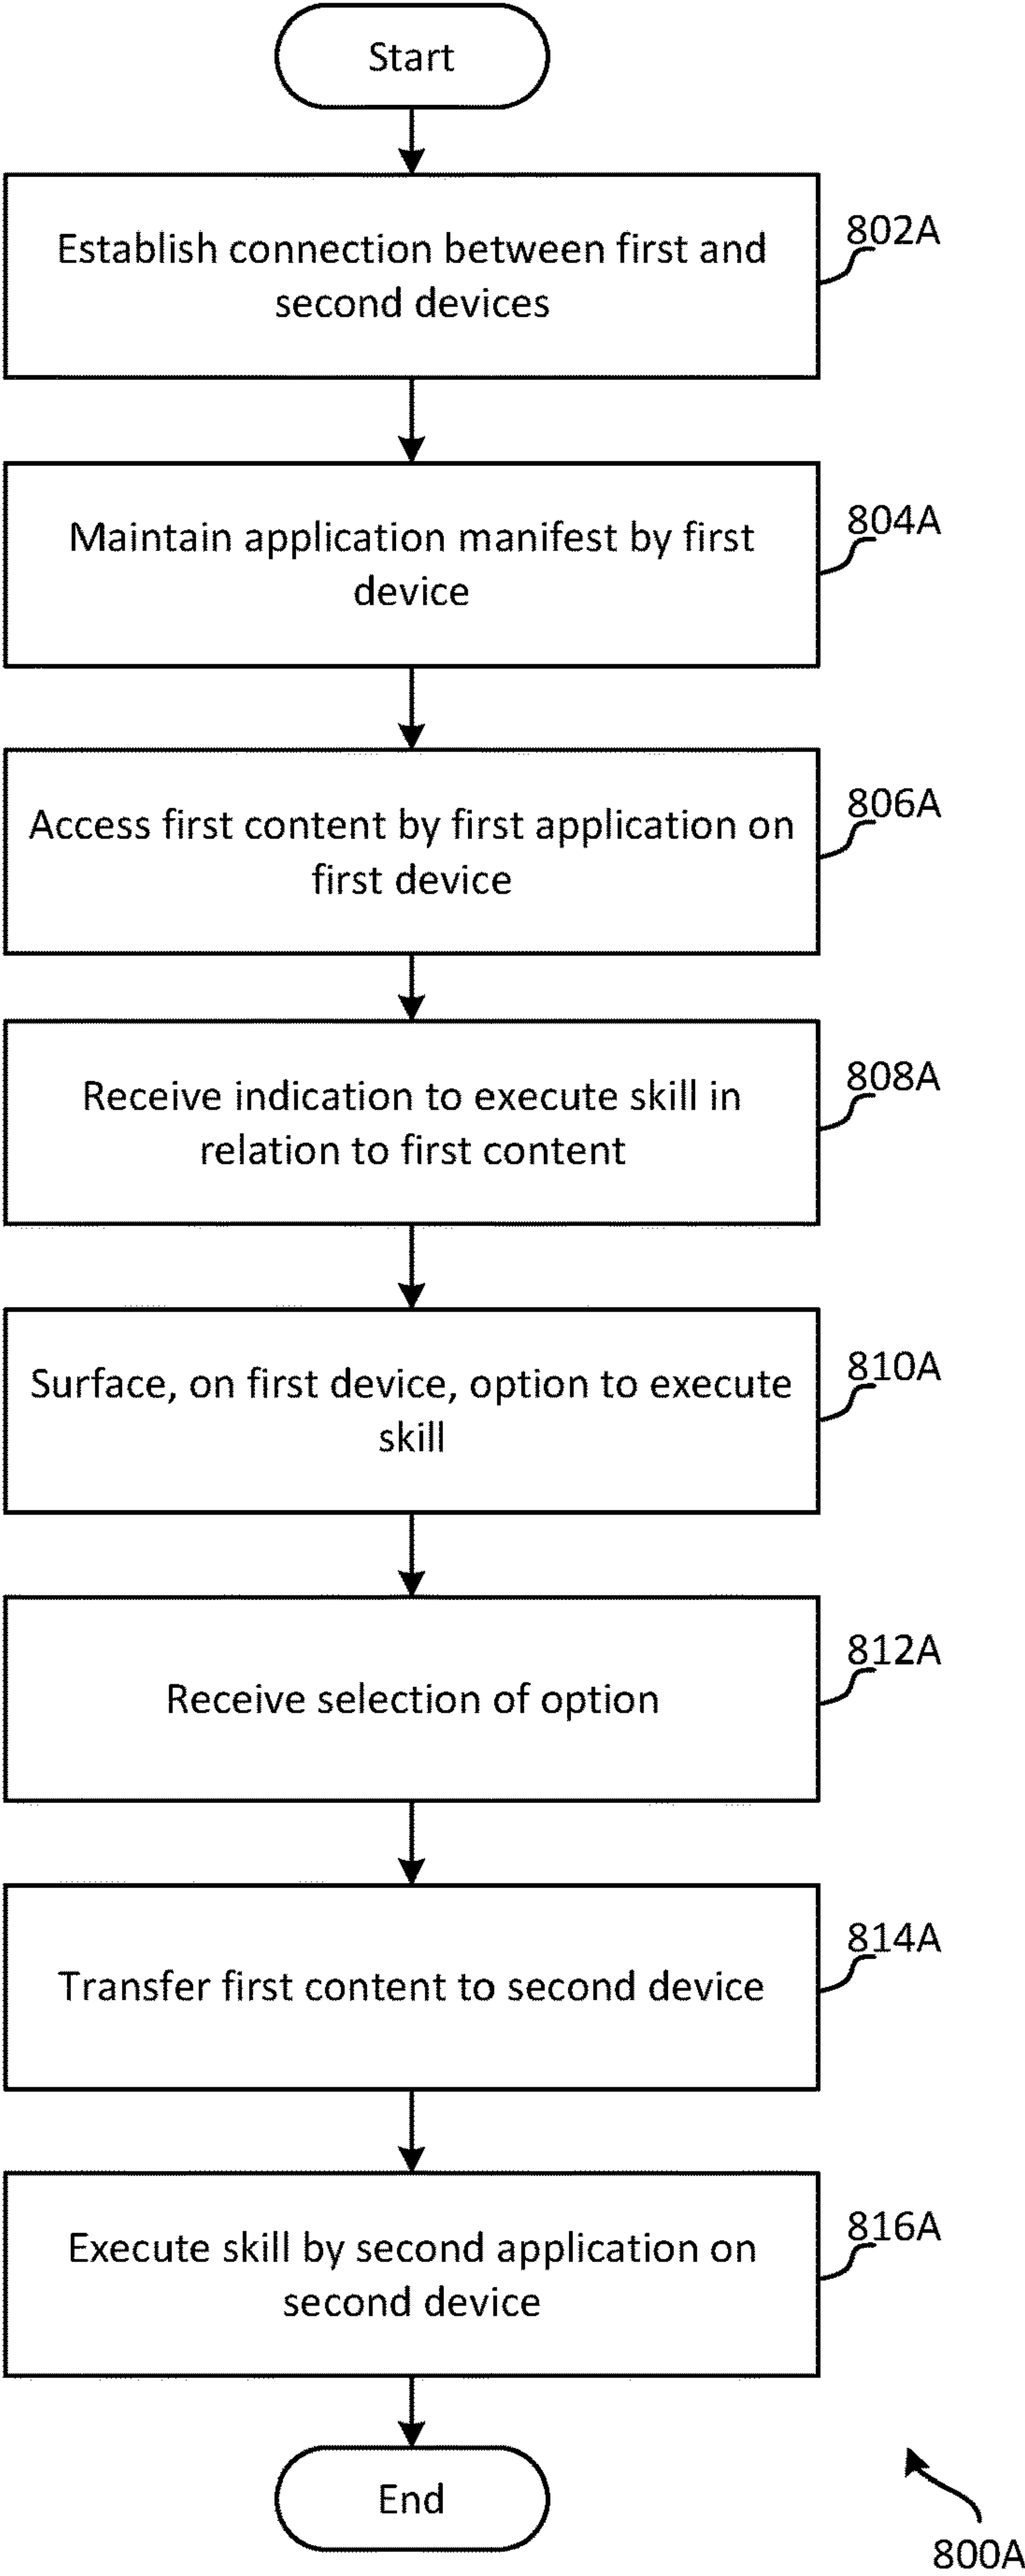 Start
Establish connection between first and
second devices
802A
Maintain application manifest by first
device
804A
Access first content by first application on
first device
806A
Receive indication to execute skill in
relation to first content
808A
Surface, on first device, option to execute
skill
810A
Receive selection of option
812A
Transfer first content to second device
814A
Execute skill by second application on
second device
816A
End
800A